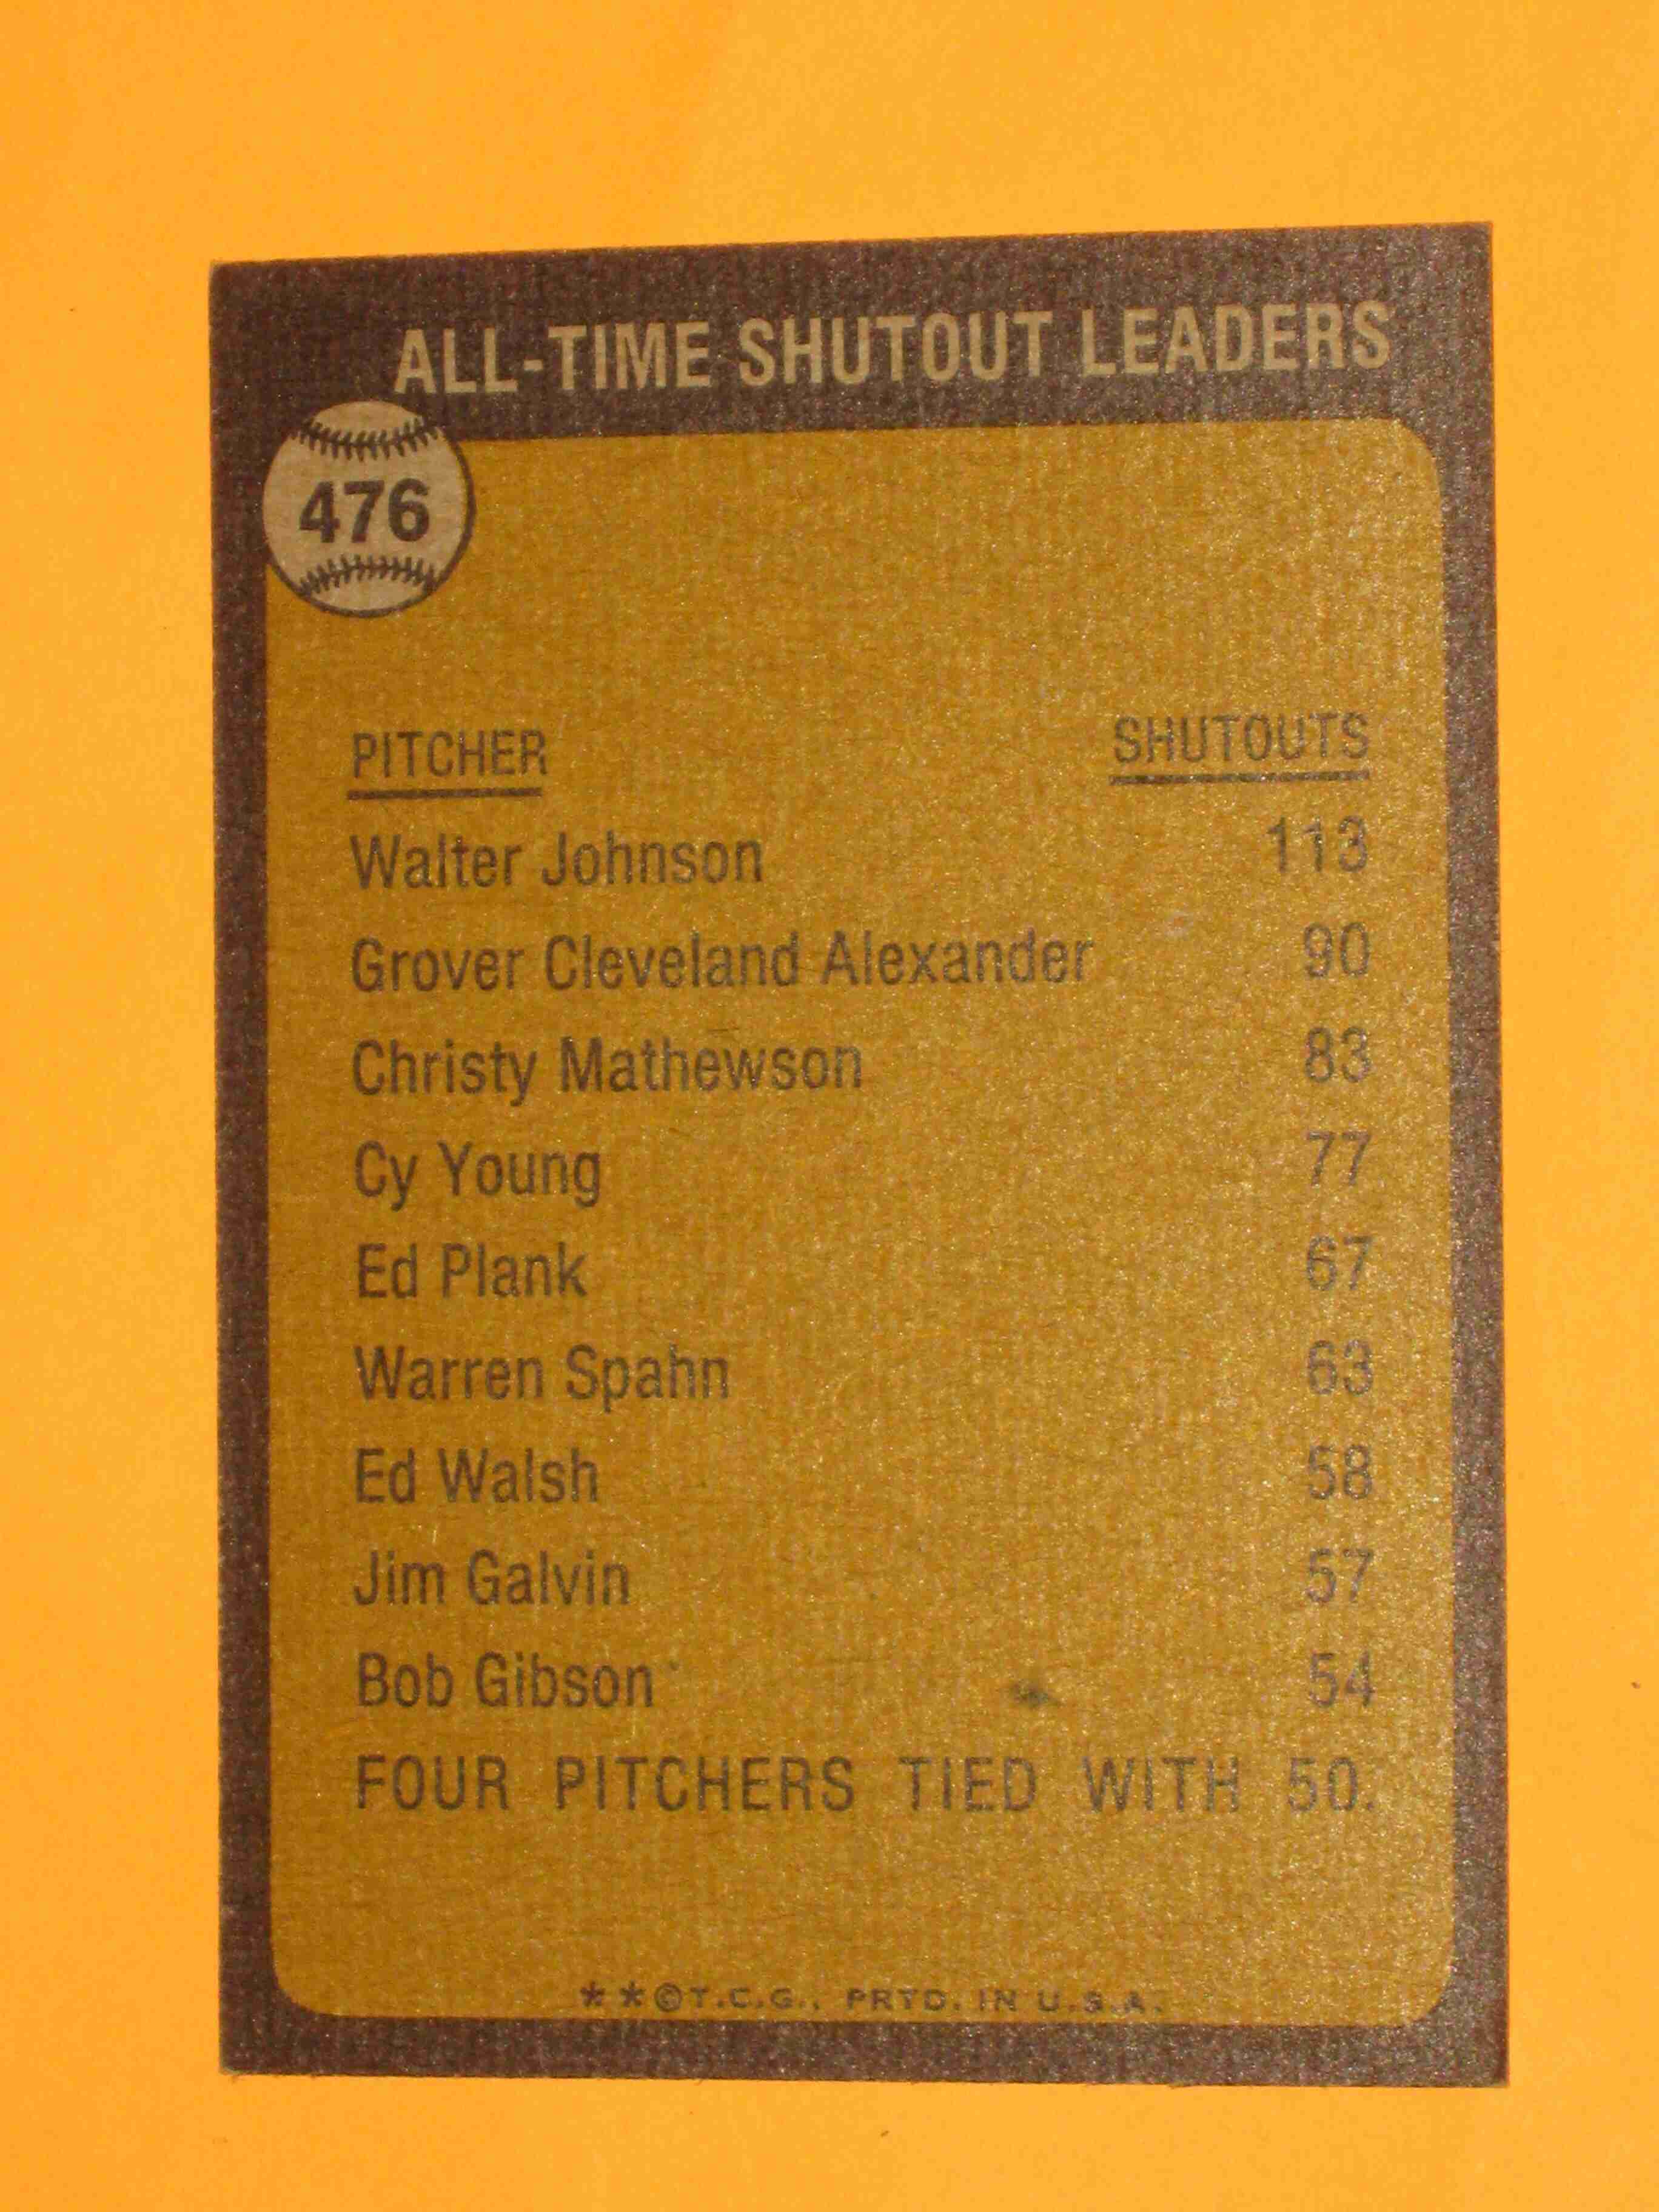 ALL-TIME SHUTOUT LEADERS
476
PITCHER SHUTOUTS
Walter Johnson 113
Grover Cleveland Alexander 90
Christy Mathewson 83
Cy Young 77
Ed Plank 67
Warren Spahn 63
Ed Walsh 58
Jim Galvin 57
Bob Gibson 54
FOUR PITCHERS TIED WITH 50.
**©T.C.G., PRTD. IN U.S.A.